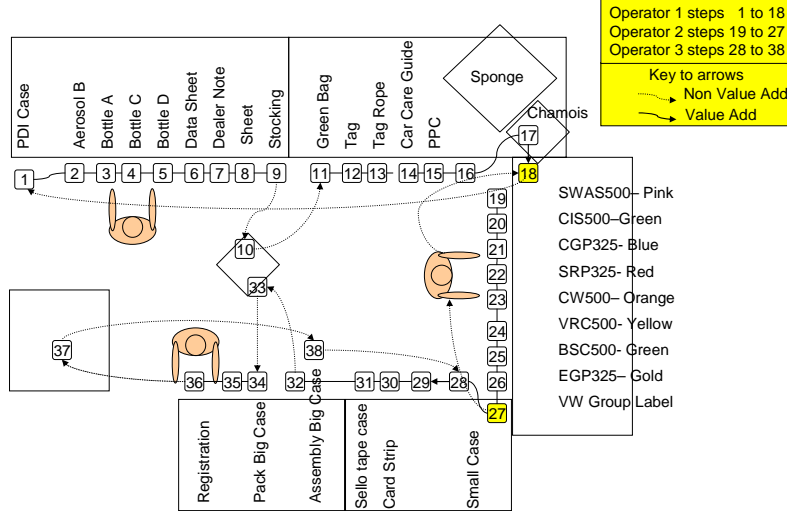 Operator 1 steps 1 to 18
Operator 2 steps 19 to 27
Operator 3 steps 28 to 38
Key to arrows
Non Value Add
Value Add
PDI Case
Aerosol B
Bottle A
Bottle C
Bottle D
Data Sheet
Dealer Note
Sheet
Stocking
Green Bag
Tag
Tag Rope
Car Care Guide
PPC
Sponge
Chamois
17
1
2
3
4
5
6
7
8
9
11
12
13
14
15
16
18
19
SWAS500– Pink
20
CIS500–Green
10
21
CGP325- Blue
33
22
SRP325- Red
23
CW500– Orange
24
VRC500- Yellow
37
38
25
BSC500- Green
36
35
34
32
31
30
29
28
26
EGP325– Gold
27
VW Group Label
Registration
Pack Big Case
Assembly Big Case
Sello tape case
Card Strip
Small Case